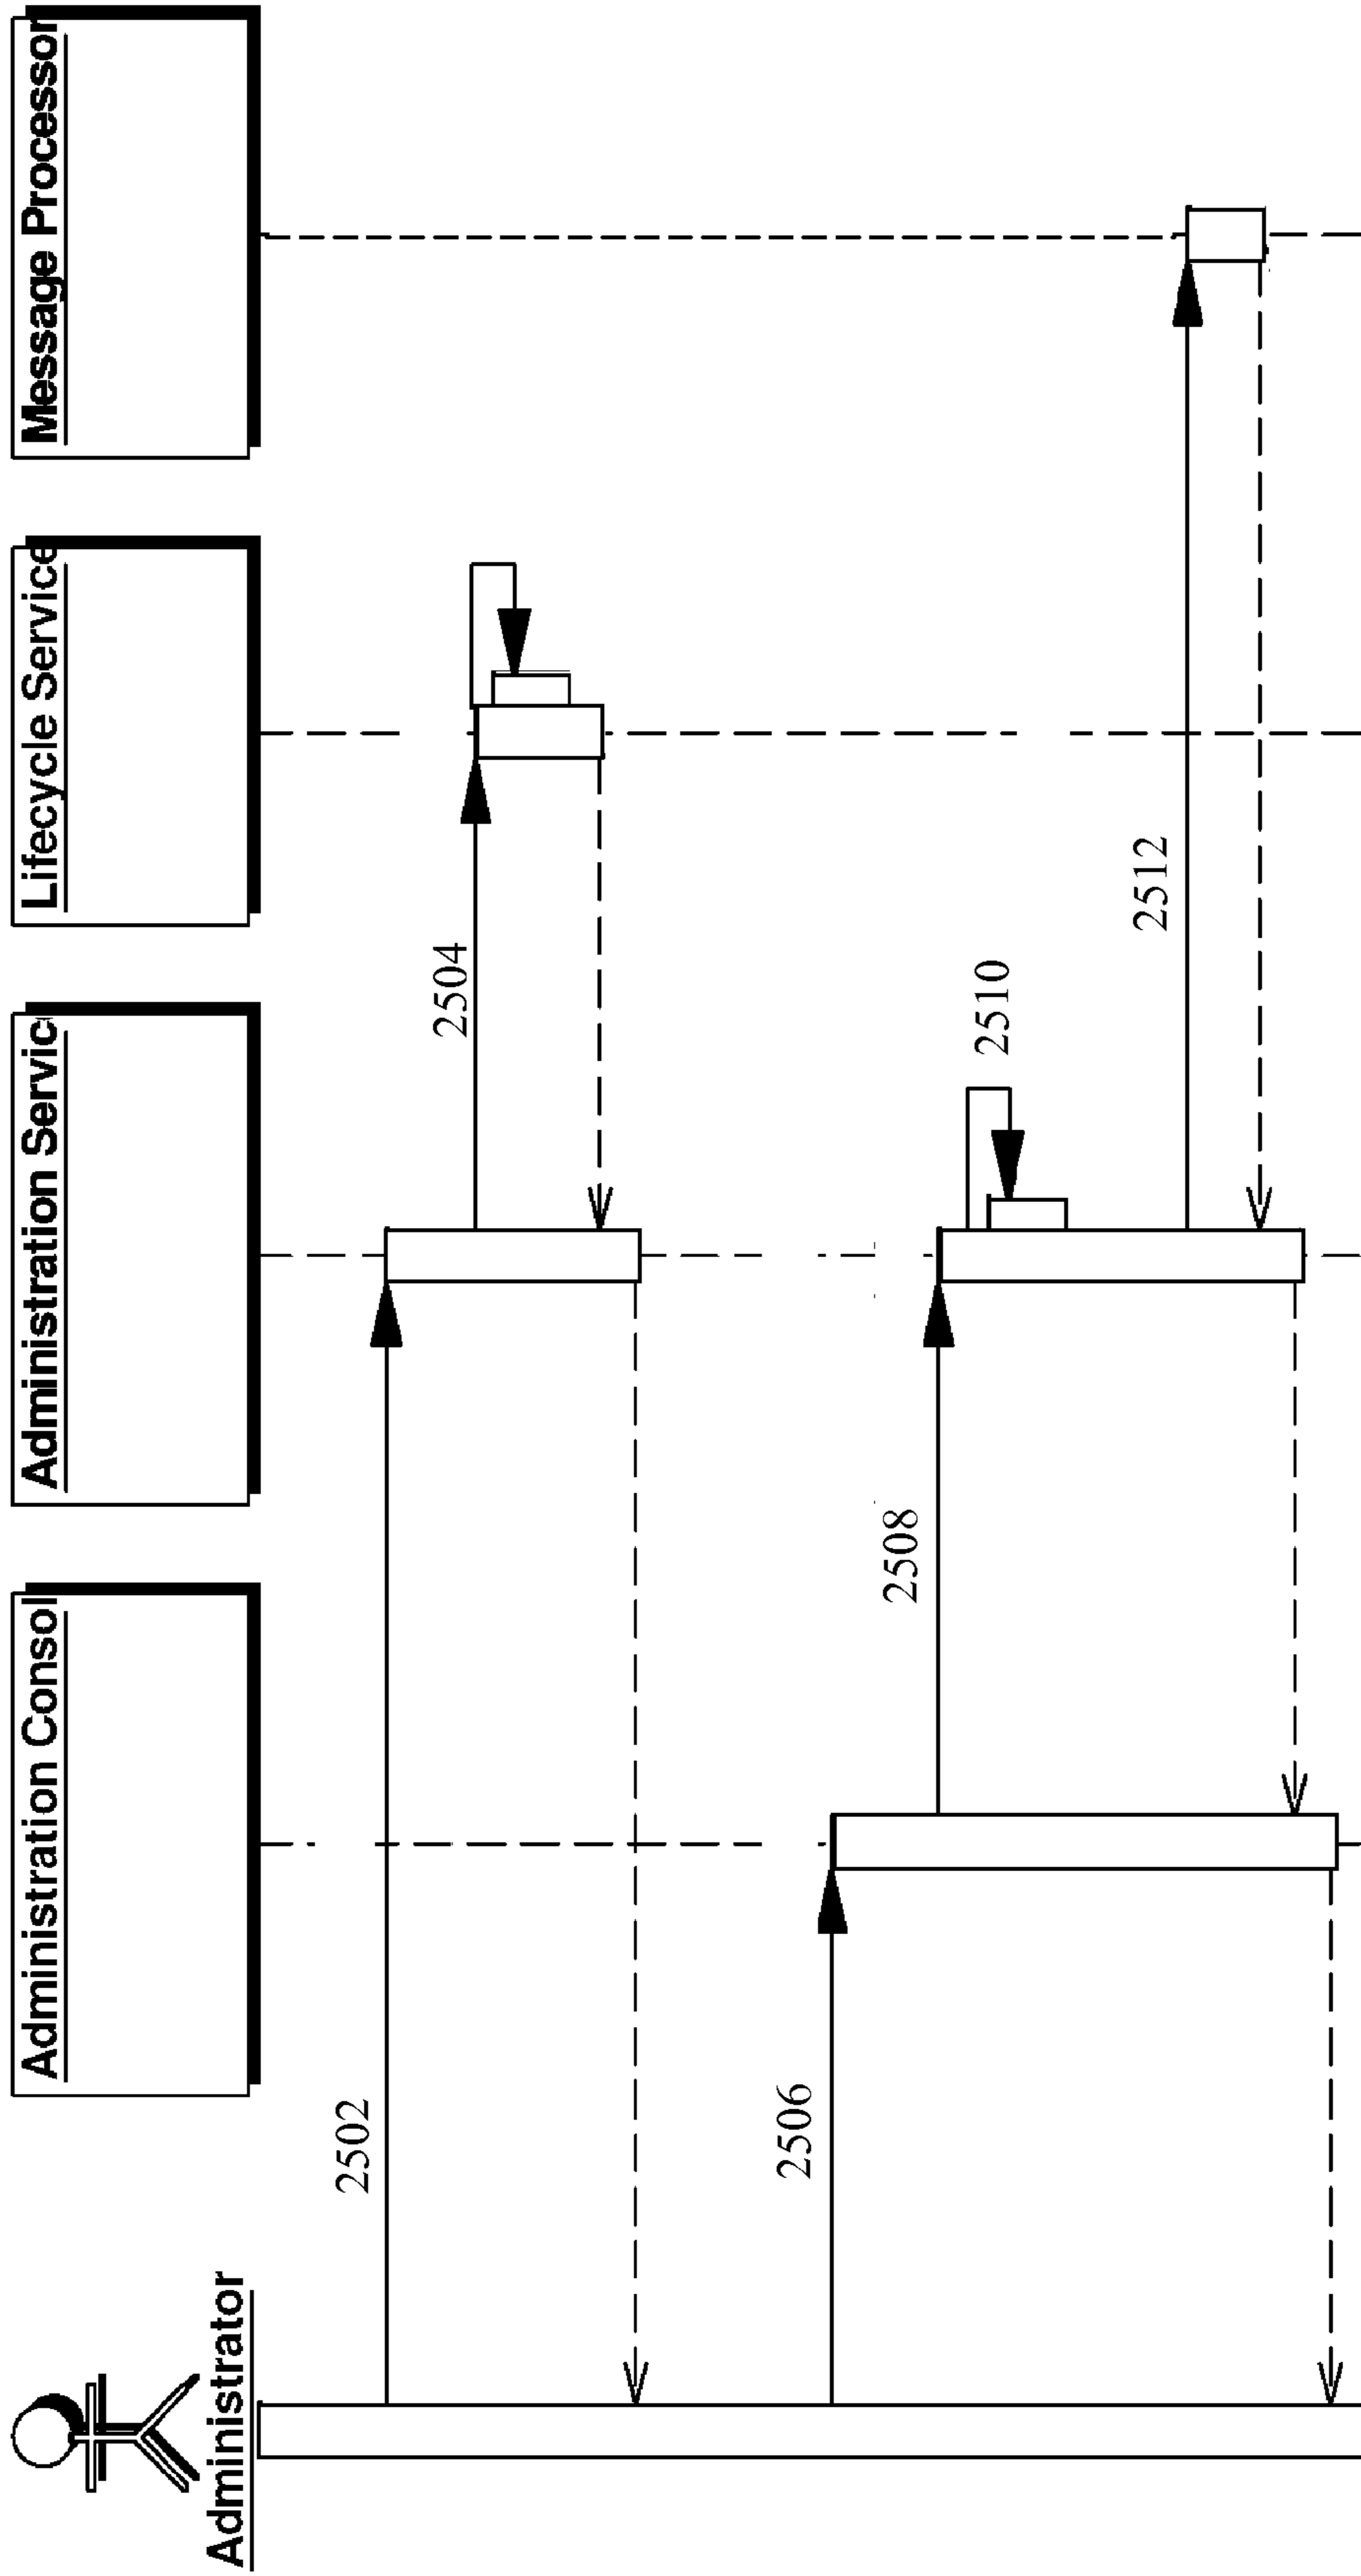 Administrator
Administration Consol
Administration Servic
Lifecycle Service
Message Processor
2502
2504
2506
2508
2510
2512